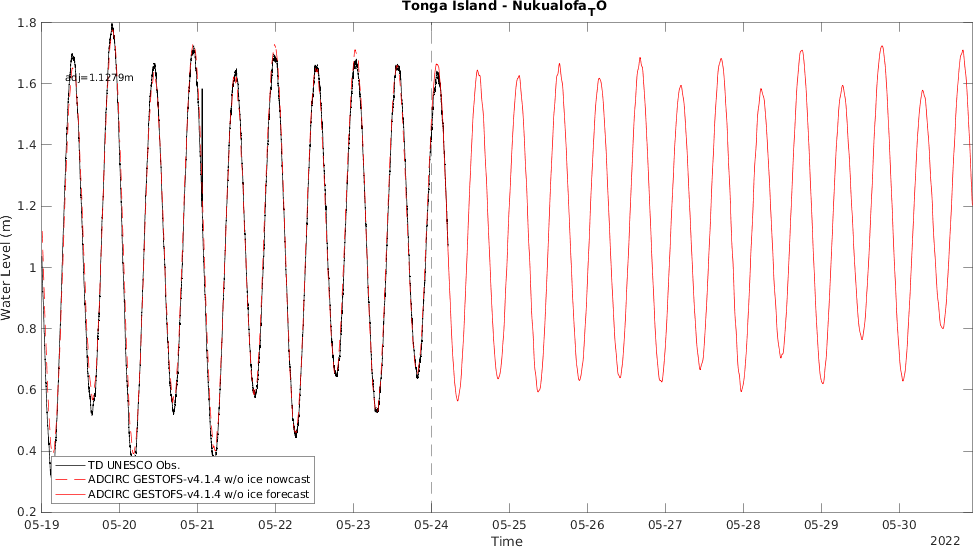 Tonga Island - NukualofaTO
1.8
1.6
1.4
1.2
1
0.8
0.6
0.4
0.2
Water Level (m)
adj=1.1279m
TD UNESCO Obs.
ADCIRC GESTOFS-v4.1.4 w/o ice nowcast
ADCIRC GESTOFS-v4.1.4 w/o ice forecast
05-19 05-20 05-21 05-22 05-23 05-24 05-25 05-26 05-27 05-28 05-29 05-30
Time
2022